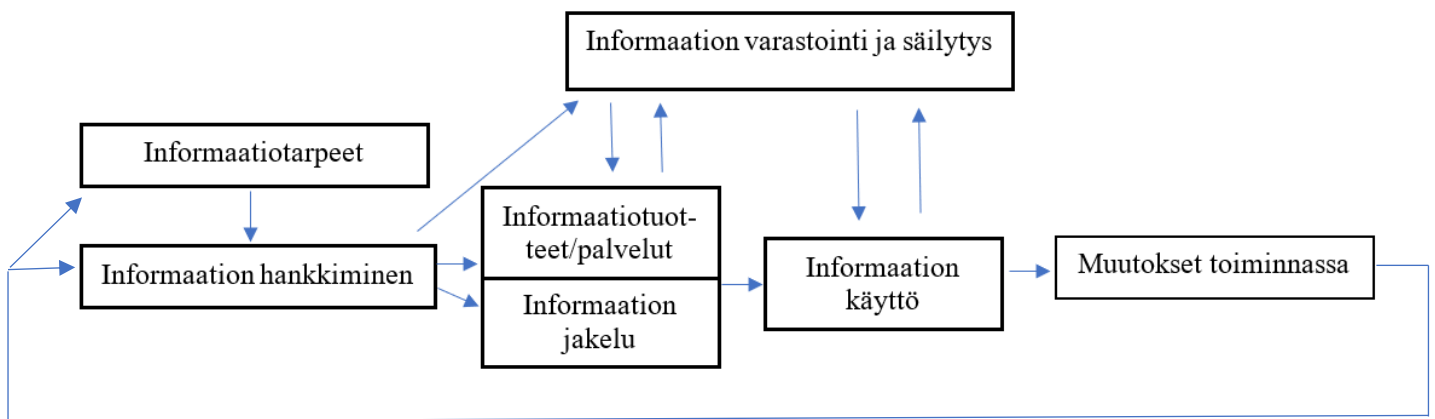 Informaation varastointi ja säilytys
Informaatiotarpeet
Informaation hankkiminen
Informaatiotuot-
teet/palvelut
Informaation
jakelu
Informaation
käyttö
Muutokset toiminnassa